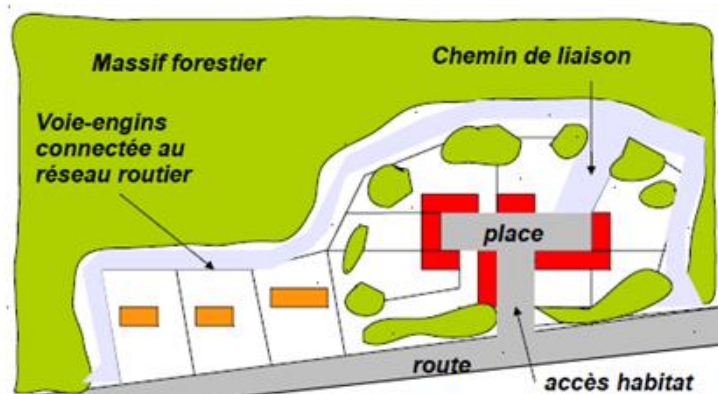 Massif forestier
Chemin de liaison
Voie-engins
connectée au
réseau routier
place
route
accès habitat